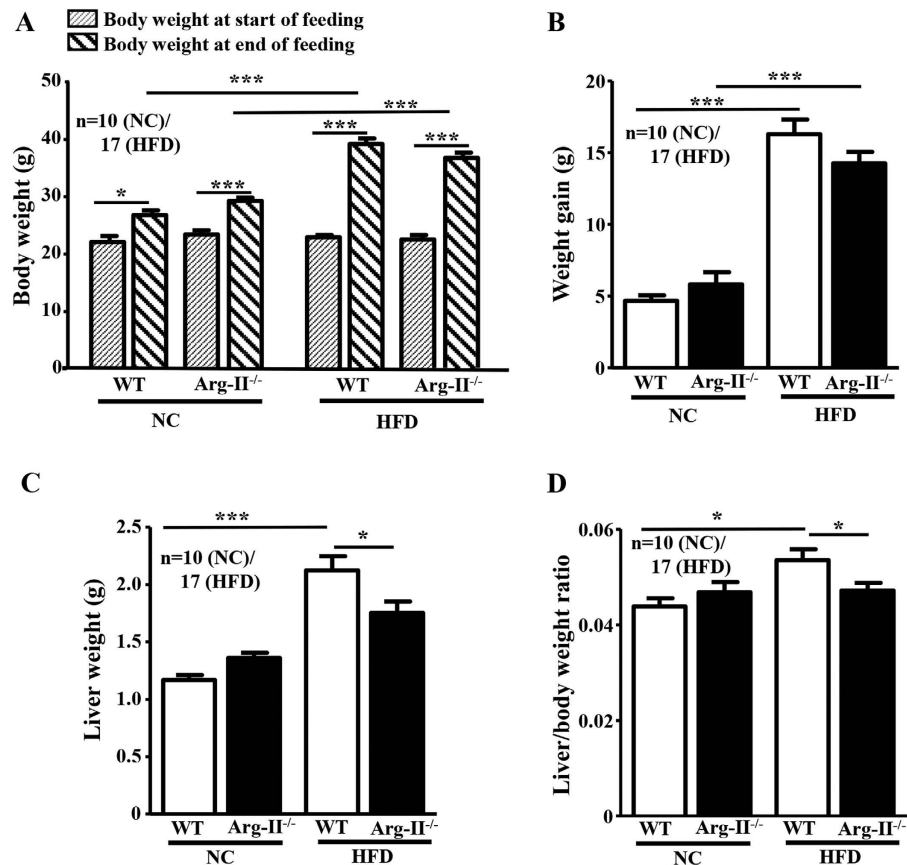 A
Body weight at start of feeding
Body weight at end of feeding
Body weight (g)
50
40
30
20
10
0
n=10 (NC)/
17 (HFD)
***
***
*
***
***
***
WT
Arg-II-/-
WT
Arg-II-/-
NC
HFD
B
Weight gain (g)
20
15
10
5
0
n=10 (NC)/
17 (HFD)
***
***
WT
Arg-II-/-
WT
Arg-II-/-
NC
HFD
C
Liver weight (g)
2.5
2.0
1.5
1.0
0.5
0
n=10 (NC)/
17 (HFD)
***
*
WT
Arg-II-/-
WT
Arg-II-/-
NC
HFD
D
Liver/body weight ratio
0.06
0.04
0.02
0
n=10 (NC)/
17 (HFD)
*
*
WT
Arg-II-/-
WT
Arg-II-/-
NC
HFD